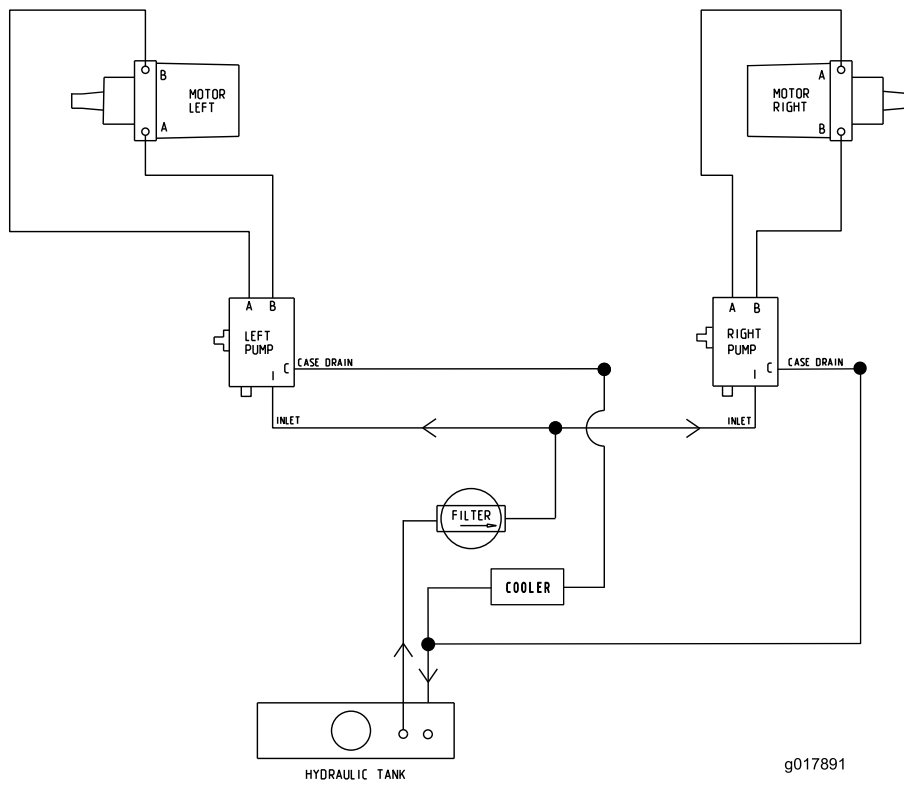 B
MOTOR
LEFT
A
A
MOTOR
RIGHT
B
A B
LEFT
PUMP
C
I
CASE DRAIN
INLET
A B
RIGHT
PUMP
C
I
CASE DRAIN
INLET
FILTER
COOLER
HYDRAULIC TANK
g017891